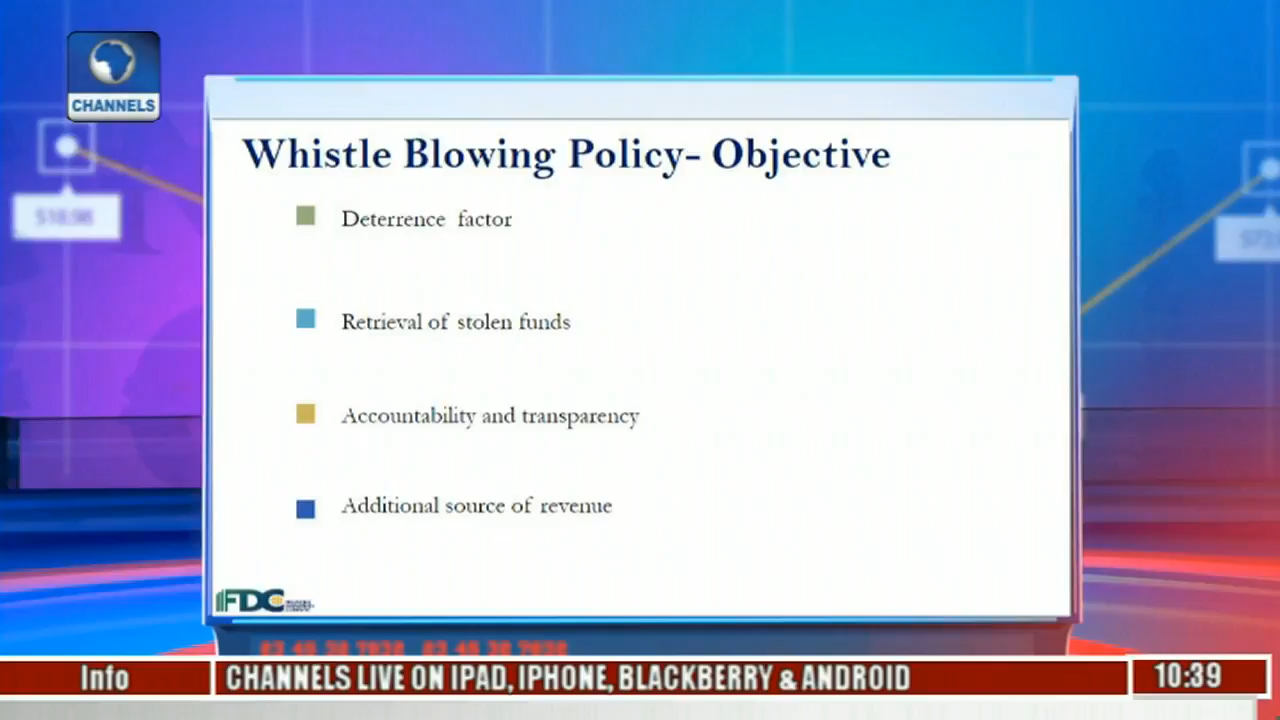 CHANNELS
Whistle Blowing Policy- Objective
Deterrence factor
Retrieval of stolen funds
Accountability and transparency
Additional source of revenue
FDC
Info
CHANNELS LIVE ON IPAD, IPHONE, BLACKBERRY & ANDROID
10:39